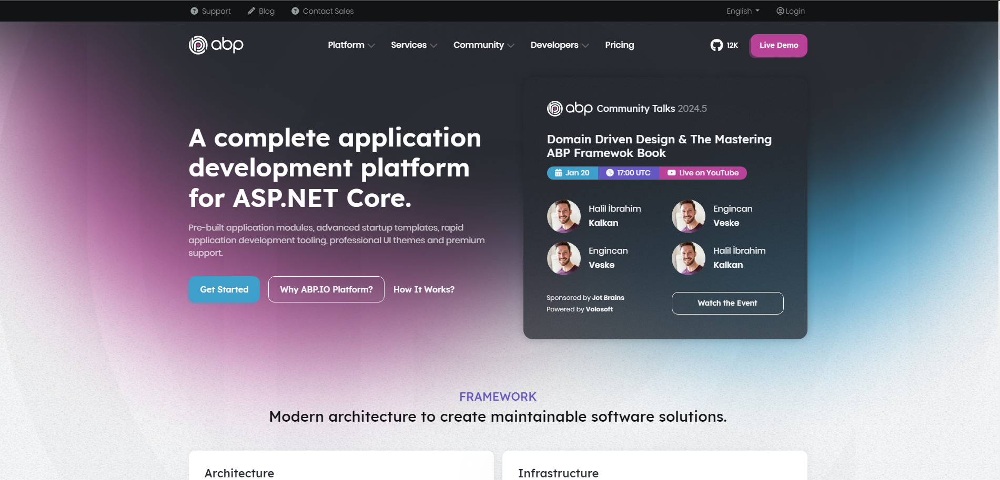 Support Blog Contact Sales English Login
abp Platform Services Community Developers Pricing 12K Live Demo
A complete application
development platform
for ASP.NET Core.
Pre-built application modules, advanced startup templates, rapid
application development tooling, professional UI themes and premium
support.
Get Started Why ABP.IO Platform? How It Works?
abp Community Talks 2024.5
Domain Driven Design & The Mastering
ABP Framewok Book
Jan 20 17:00 UTC Live on YouTube
Halil İbrahim
Kalkan
Engincan
Veske
Engincan
Veske
Halil İbrahim
Kalkan
Sponsored by Jet Brains
Powered by Volosoft
Watch the Event
FRAMEWORK
Modern architecture to create maintainable software solutions.
Architecture
Infrastructure